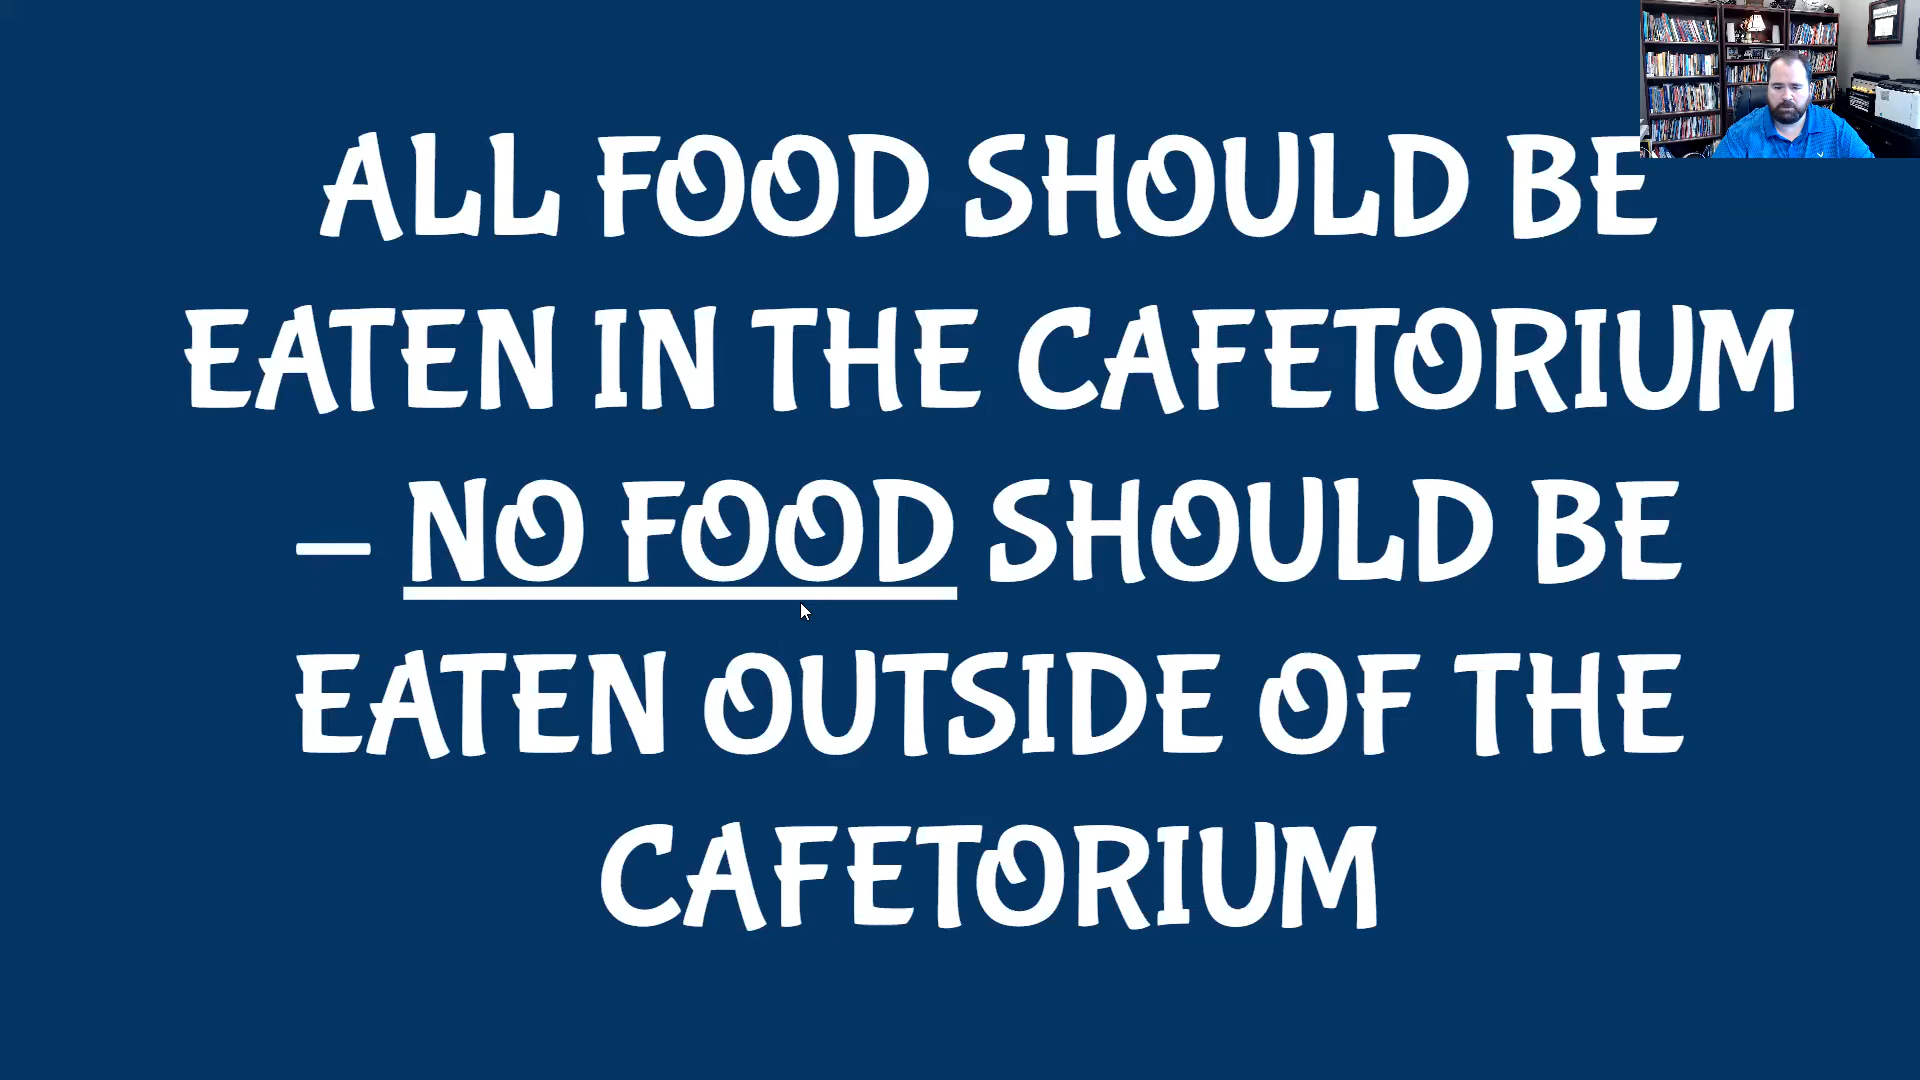 ALL FOOD SHOULD BE
EATEN IN THE CAFETORIUM
– NO FOOD SHOULD BE
EATEN OUTSIDE OF THE
CAFETORIUM